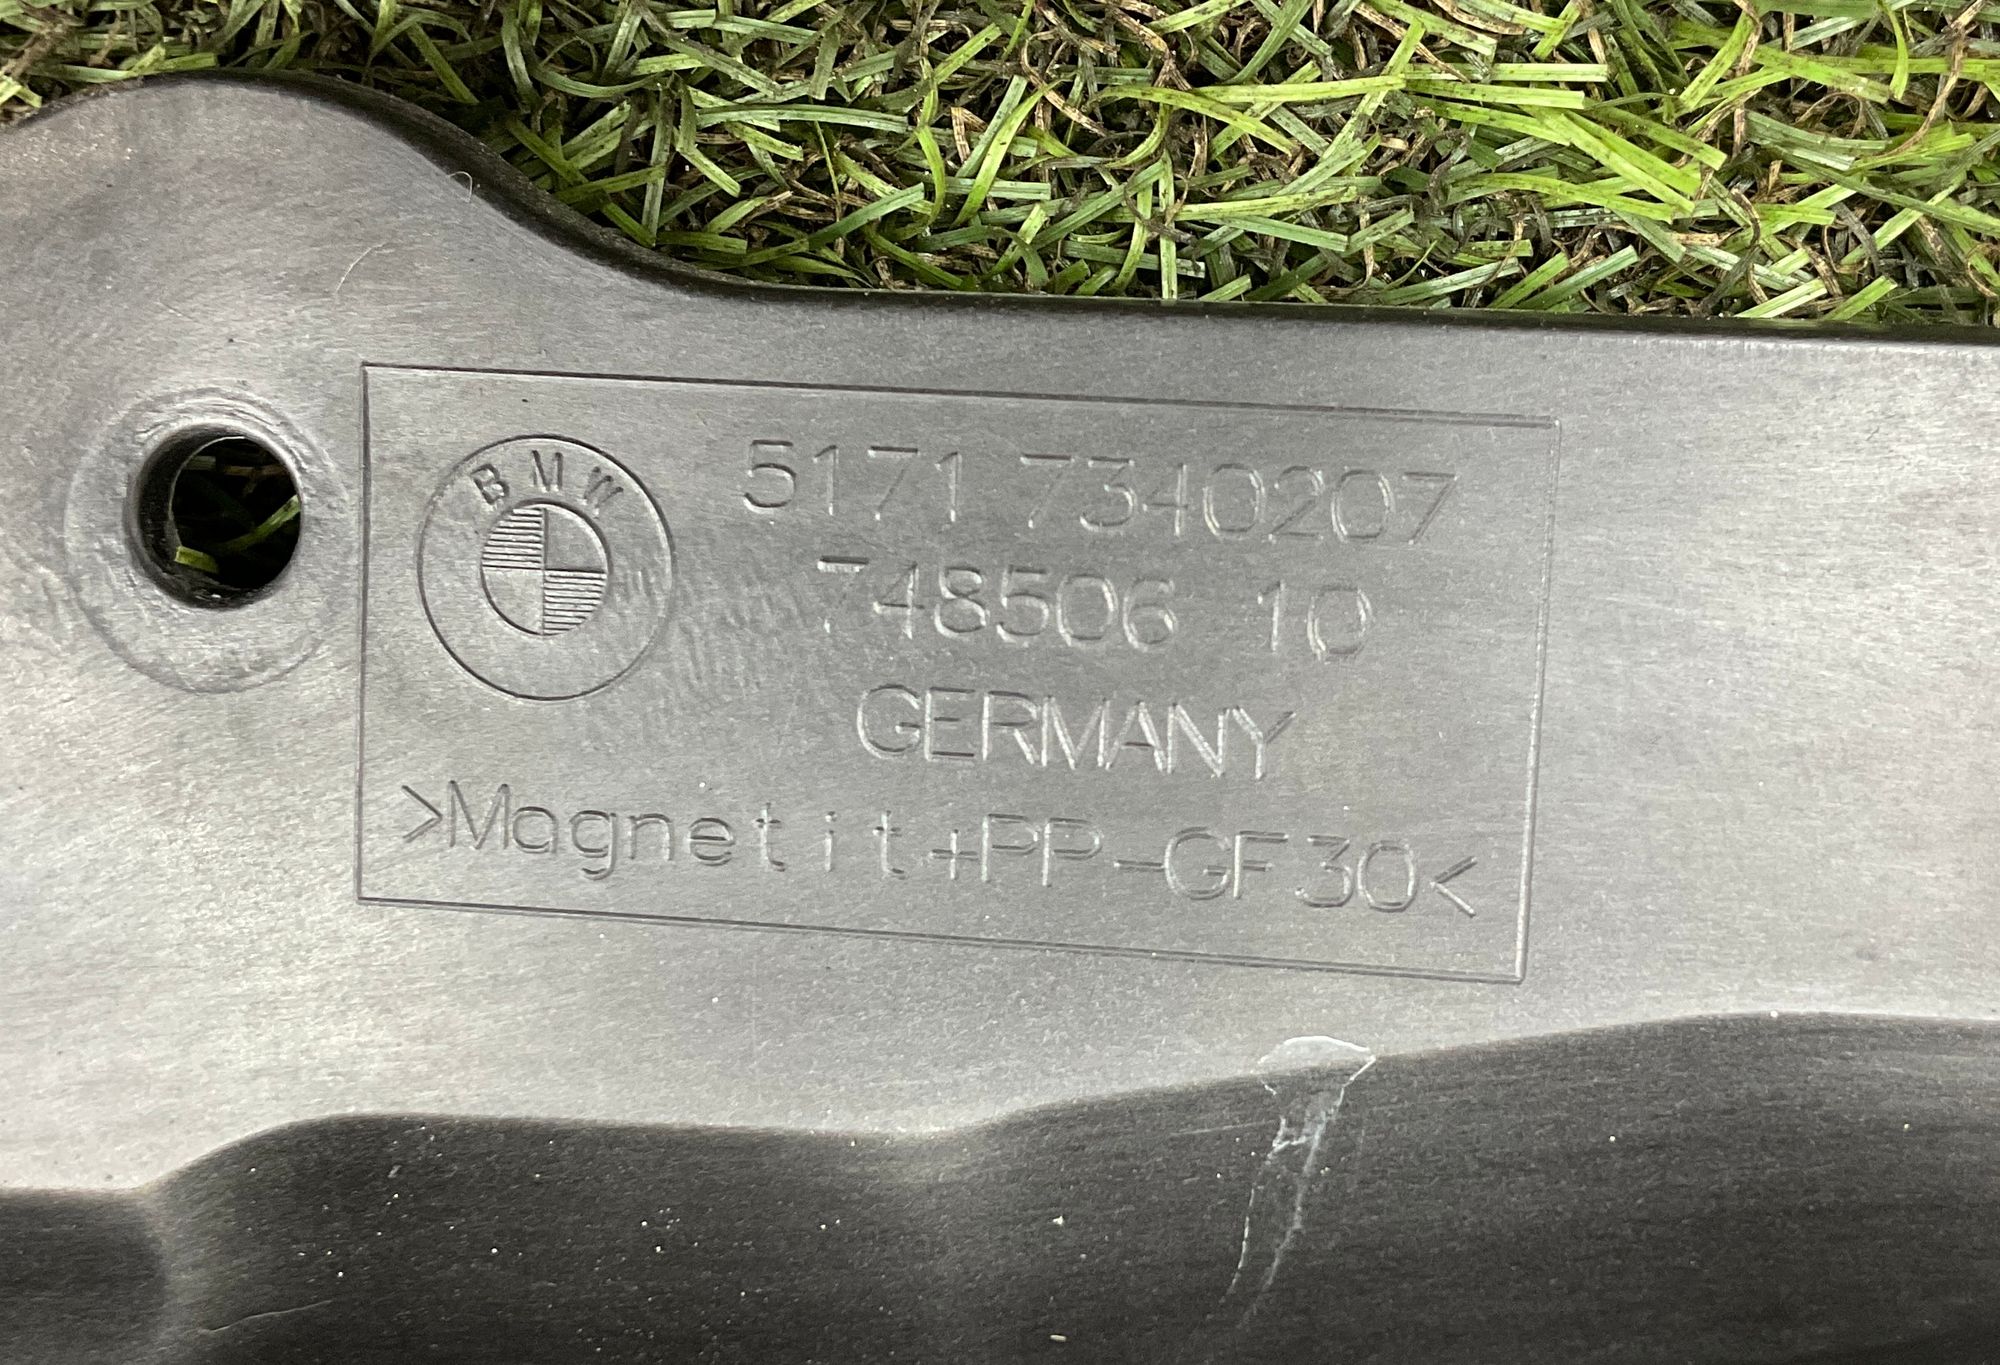 BMW
5171 7340207
748506 10
GERMANY
>Magnetit+PP-GF30<